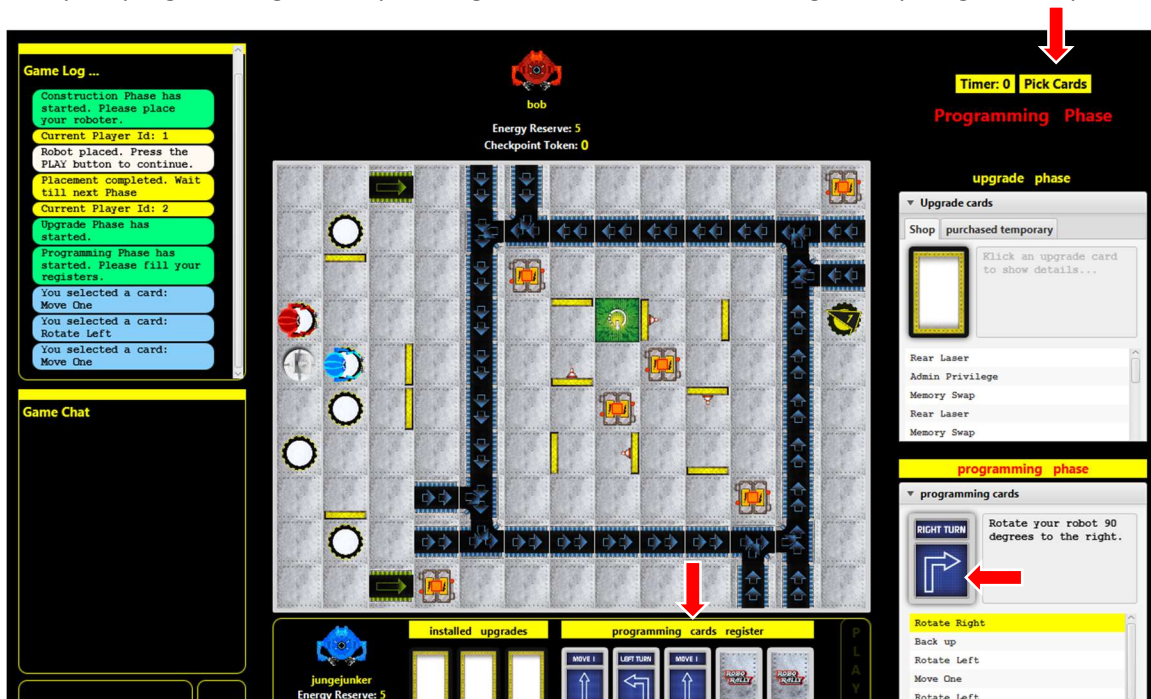 Game Log ...
Construction Phase has
started. Please place
your roboter.
Current Player Id: 1
Robot placed. Press the
PLAY button to continue.
Placement completed. Wait
till next Phase
Current Player Id: 2
Upgrade Phase has
started.
Programming Phase has
started. Please fill your
registers.
You selected a card:
Move One
You selected a card:
Rotate Left
You selected a card:
Move One
Game Chat
bob
Energy Reserve: 5
Checkpoint Token: 0
jungejunker
Energy Reserve: 5
installed upgrades
programming cards register
MOVE 1
LEFT TURN
MOVE 1
ROBO RALLY
ROBO RALLY
P
L
A
Y
Timer: 0 Pick Cards
Programming Phase
upgrade phase
Upgrade cards
Shop purchased temporary
Klick an upgrade card
to show details...
Rear Laser
Admin Privilege
Memory Swap
Rear Laser
Memory Swap
programming phase
programming cards
RIGHT TURN
Rotate your robot 90
degrees to the right.
Rotate Right
Back up
Rotate Left
Move One
Rotate Left